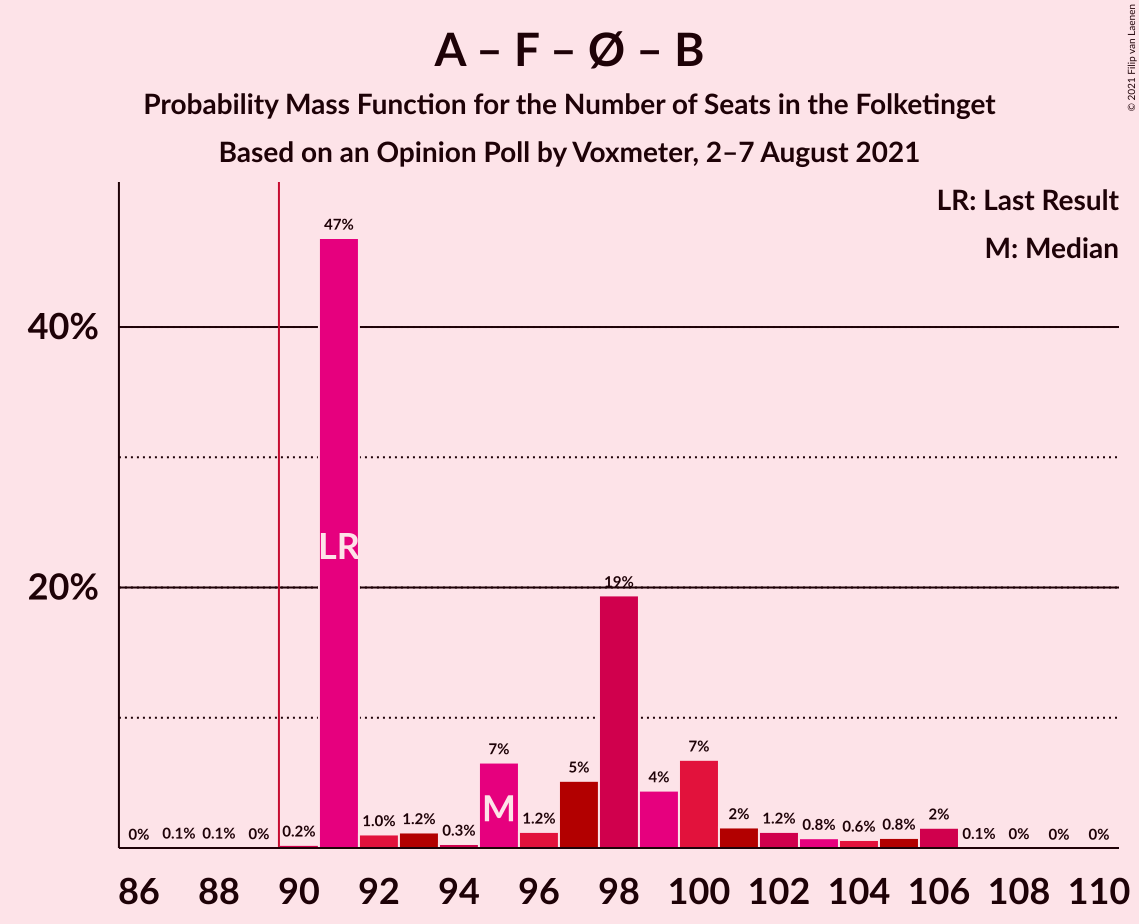 A – F – Ø – B
Probability Mass Function for the Number of Seats in the Folketinget
Based on an Opinion Poll by Voxmeter, 2–7 August 2021
© 2021 Filip van Laenen
LR: Last Result
M: Median
40%
20%
0% 0.1% 0.1% 0% 0.2% 47% 1.0% 1.2% 0.3% 7% 1.2% 5% 19% 4% 7% 2% 1.2% 0.8% 0.6% 0.8% 2% 0.1% 0% 0% 0%
LR
M
86 88 90 92 94 96 98 100 102 104 106 108 110